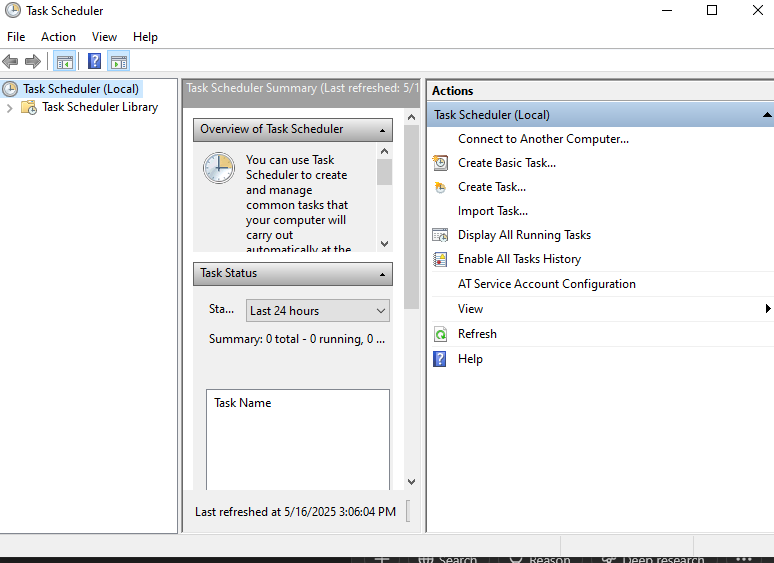 Task Scheduler
File Action View Help
Task Scheduler (Local)
Task Scheduler Library
Task Scheduler Summary (Last refreshed: 5/1
Overview of Task Scheduler
You can use Task
Scheduler to create
and manage
common tasks that
your computer will
carry out
automatically at the
Task Status
Sta...
Last 24 hours
Summary: 0 total - 0 running, 0 ...
Task Name
Last refreshed at 5/16/2025 3:06:04 PM
Actions
Task Scheduler (Local)
Connect to Another Computer...
Create Basic Task...
Create Task...
Import Task...
Display All Running Tasks
Enable All Tasks History
AT Service Account Configuration
View
Refresh
Help
Search Reason Deep research